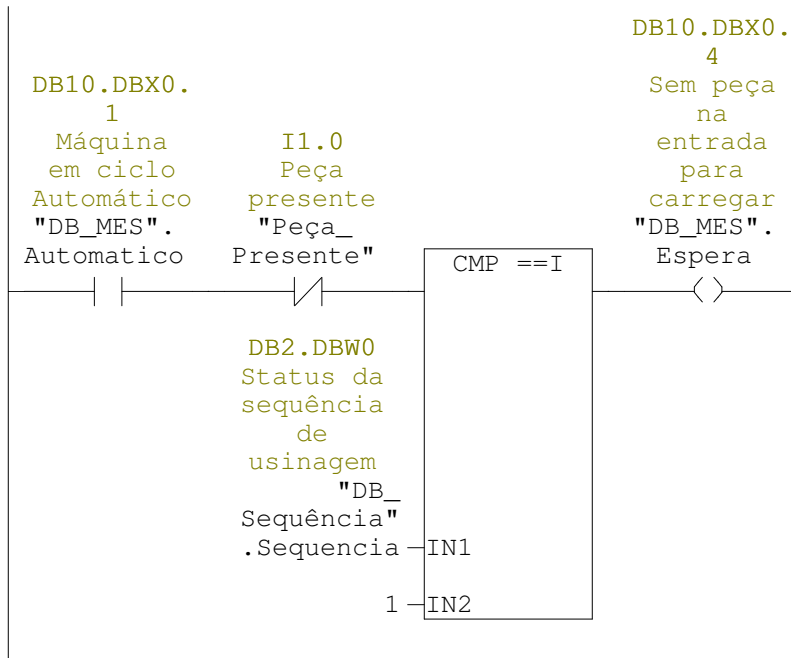 DB10.DBX0.
4
Sem peça
na
entrada
para
carregar
"DB_MES".
Espera
DB10.DBX0.
1
Máquina
em ciclo
Automático
"DB_MES".
Automatico
I1.0
Peça
presente
"Peça_
Presente"
CMP ==I
DB2.DBW0
Status da
sequência
de
usinagem
"DB_
Sequência"
.Sequencia
IN1
1
IN2